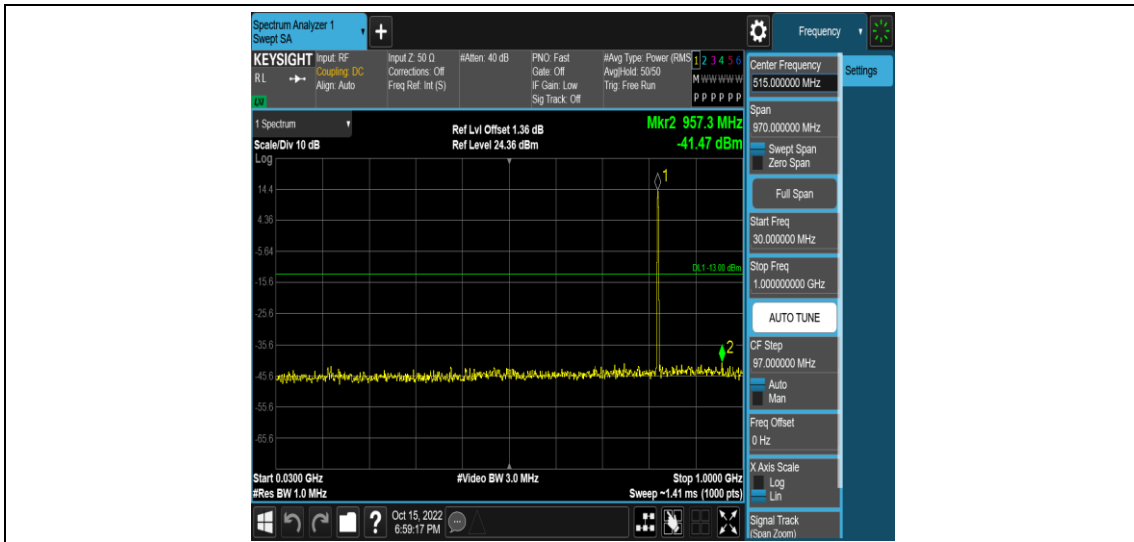 Spectrum Analyzer 1
Swept SA
Frequency
KEYSIGHT
RL
LXI
Input: RF
Coupling: DC
Align: Auto
Input Z: 50 Ω
Corrections: Off
Freq Ref: Int (S)
#Atten: 40 dB
PNO: Fast
Gate: Off
IF Gain: Low
Sig Track: Off
#Avg Type: Power (RMS
Avg|Hold: 50/50
Trig: Free Run
1 2 3 4 5 6
M W W W W W
P P P P P P
1 Spectrum
Scale/Div 10 dB
Log
Ref Lvl Offset 1.36 dB
Ref Level 24.36 dBm
Mkr2 957.3 MHz
-41.47 dBm
14.4
4.36
-5.64
-15.6
-25.6
-35.6
-45.6
-55.6
-65.6
1
DL1 -13.00 dBm
2
Start 0.0300 GHz
#Res BW 1.0 MHz
#Video BW 3.0 MHz
Stop 1.0000 GHz
Sweep ~1.41 ms (1000 pts)
?
Oct 15, 2022
6:59:17 PM
Center Frequency
515.000000 MHz
Settings
Span
970.000000 MHz
Swept Span
Zero Span
Full Span
Start Freq
30.000000 MHz
Stop Freq
1.000000000 GHz
AUTO TUNE
CF Step
97.000000 MHz
Auto
Man
Freq Offset
0 Hz
X Axis Scale
Log
Lin
Signal Track
(Span Zoom)